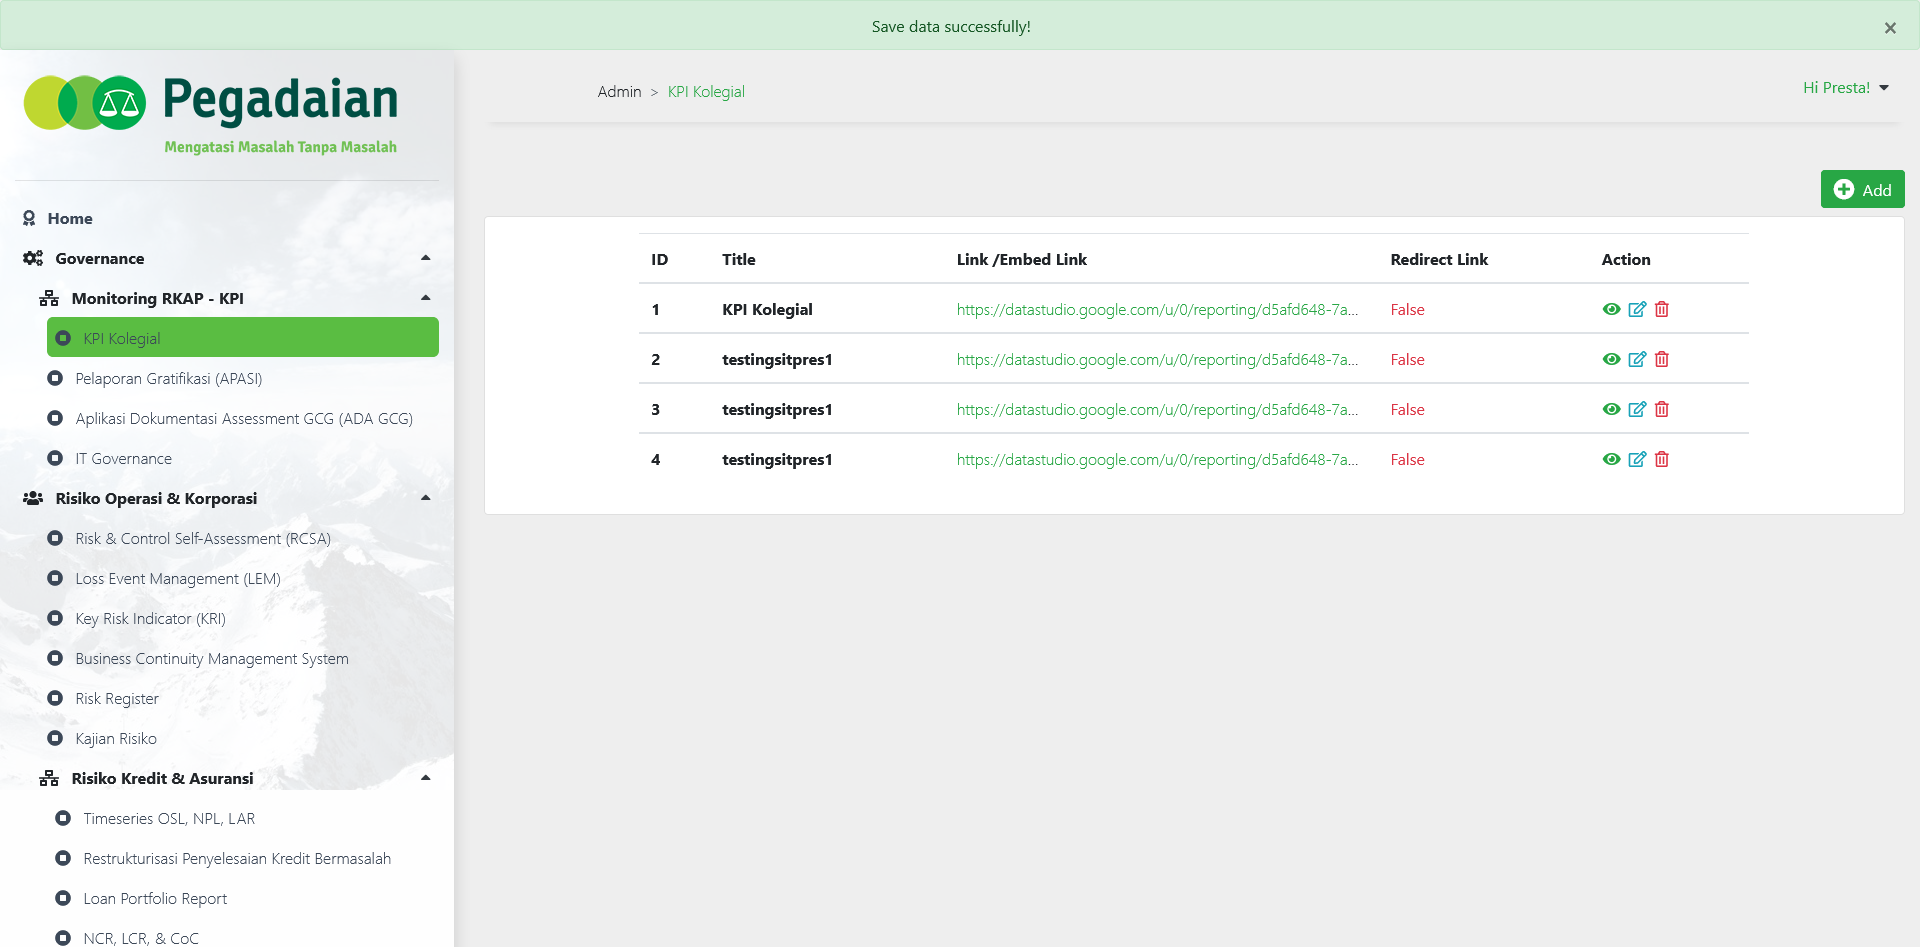 Save data successfully!
×
Pegadaian
Mengatasi Masalah Tanpa Masalah
Admin > KPI Kolegial
Hi Presta!
Home
Governance
Monitoring RKAP - KPI
KPI Kolegial
Pelaporan Gratifikasi (APASI)
Aplikasi Dokumentasi Assessment GCG (ADA GCG)
IT Governance
Risiko Operasi & Korporasi
Risk & Control Self-Assessment (RCSA)
Loss Event Management (LEM)
Key Risk Indicator (KRI)
Business Continuity Management System
Risk Register
Kajian Risiko
Risiko Kredit & Asuransi
Timeseries OSL, NPL, LAR
Restrukturisasi Penyelesaian Kredit Bermasalah
Loan Portfolio Report
NCR, LCR, & CoC
Add
ID Title Link /Embed Link Redirect Link Action
1 KPI Kolegial https://datastudio.google.com/u/0/reporting/d5afd648-7a... False
2 testingsitpres1 https://datastudio.google.com/u/0/reporting/d5afd648-7a... False
3 testingsitpres1 https://datastudio.google.com/u/0/reporting/d5afd648-7a... False
4 testingsitpres1 https://datastudio.google.com/u/0/reporting/d5afd648-7a... False